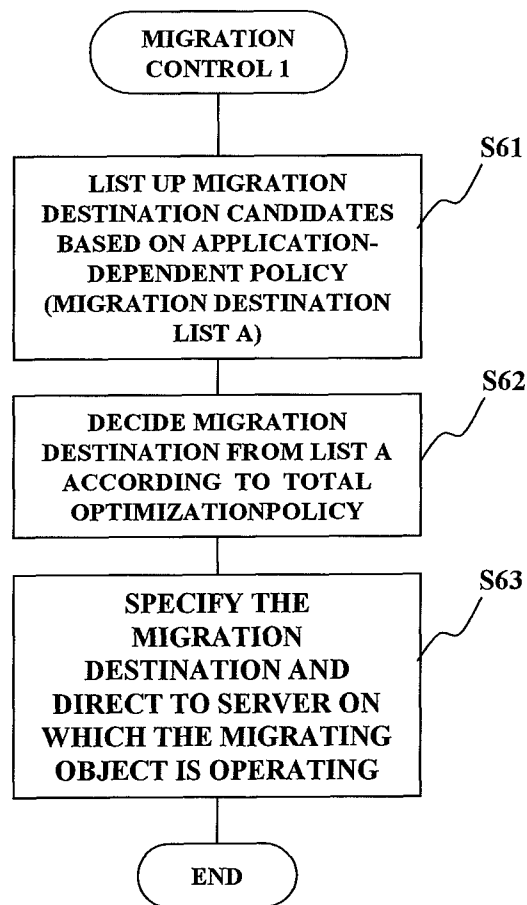 MIGRATION
CONTROL 1
S61
LIST UP MIGRATION
DESTINATION CANDIDATES
BASED ON APPLICATION-
DEPENDENT POLICY
(MIGRATION DESTINATION
LIST A)
S62
DECIDE MIGRATION
DESTINATION FROM LIST A
ACCORDING TO TOTAL
OPTIMIZATIONPOLICY
S63
SPECIFY THE
MIGRATION
DESTINATION AND
DIRECT TO SERVER ON
WHICH THE MIGRATING
OBJECT IS OPERATING
END